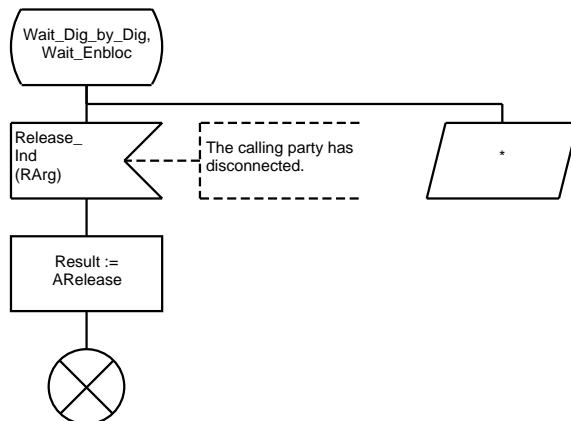 Wait_Dig_by_Dig,
Wait_Enbloc
Release_
Ind
(RArg)
The calling party has
disconnected.
*
Result :=
ARelease